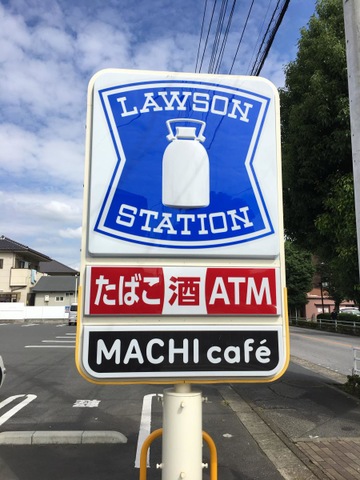 LAWSON
STATION
たばこ 酒 ATM
MACHI café